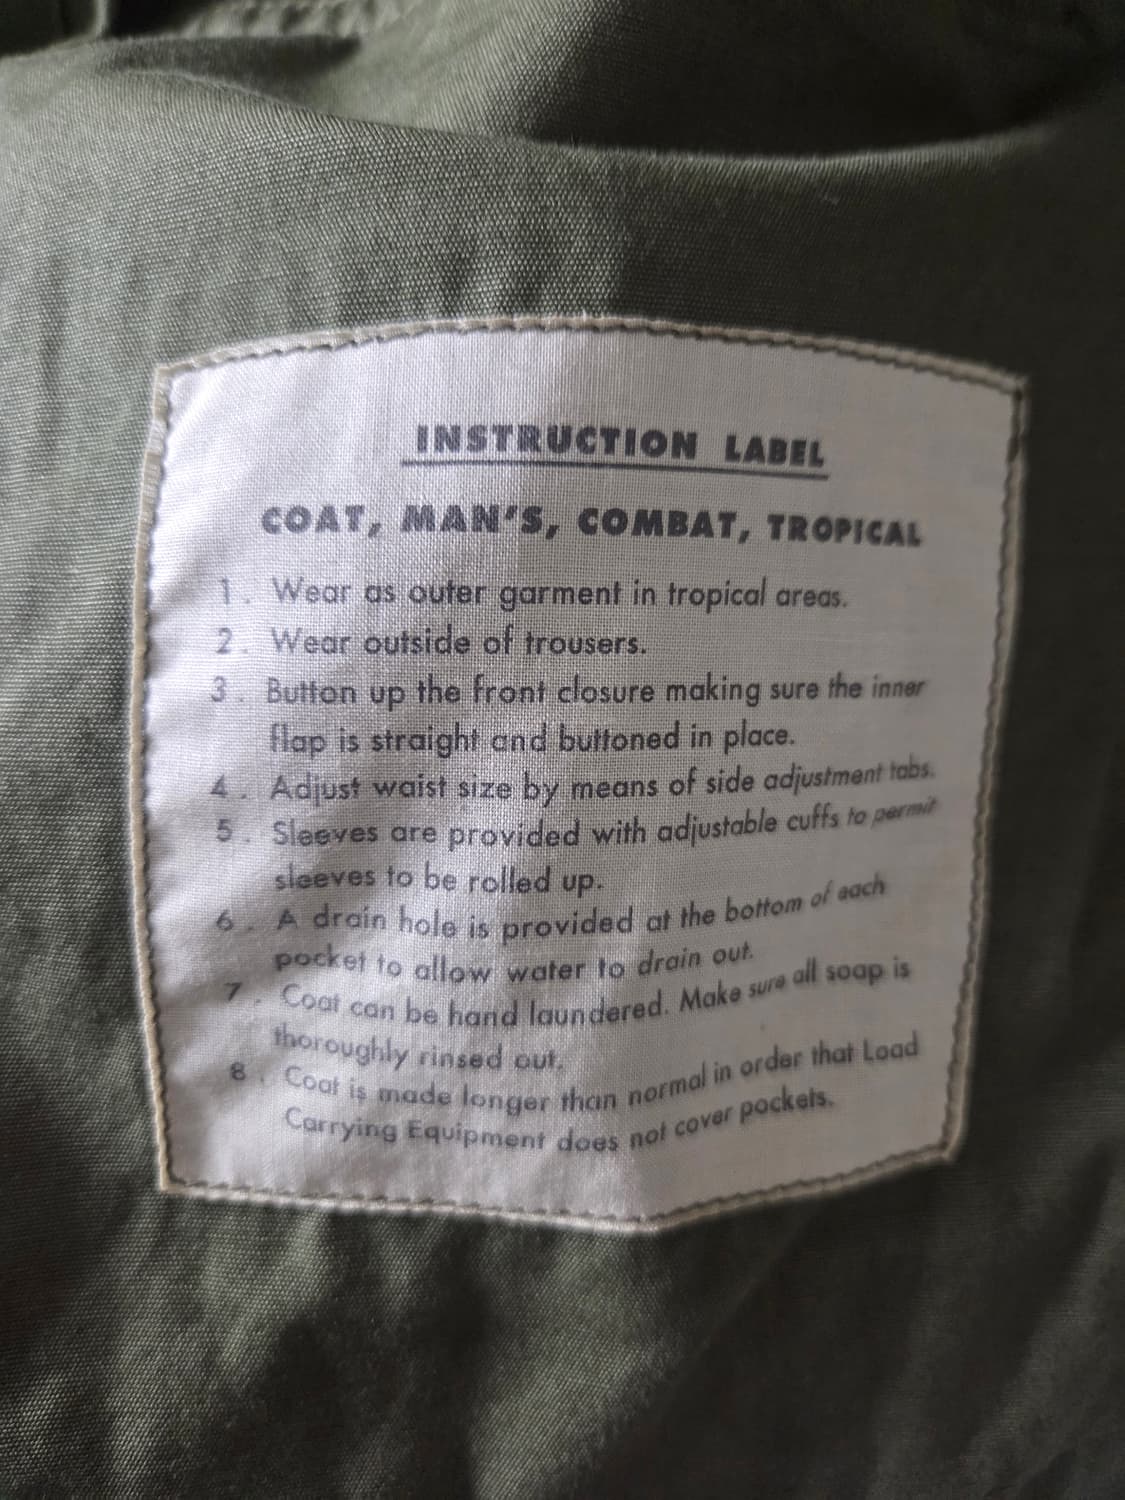 INSTRUCTION LABEL
COAT, MAN'S, COMBAT, TROPICAL
1. Wear as outer garment in tropical areas.
2. Wear outside of trousers.
3. Button up the front closure making sure the inner
flap is straight and buttoned in place.
4. Adjust waist size by means of side adjustment tabs.
5. Sleeves are provided with adjustable cuffs to permit
sleeves to be rolled up.
6. A drain hole is provided at the bottom of each
pocket to allow water to drain out.
7. Coat can be hand laundered. Make sure all soap is
thoroughly rinsed out.
8. Coat is made longer than normal in order that Load
Carrying Equipment does not cover pockets.